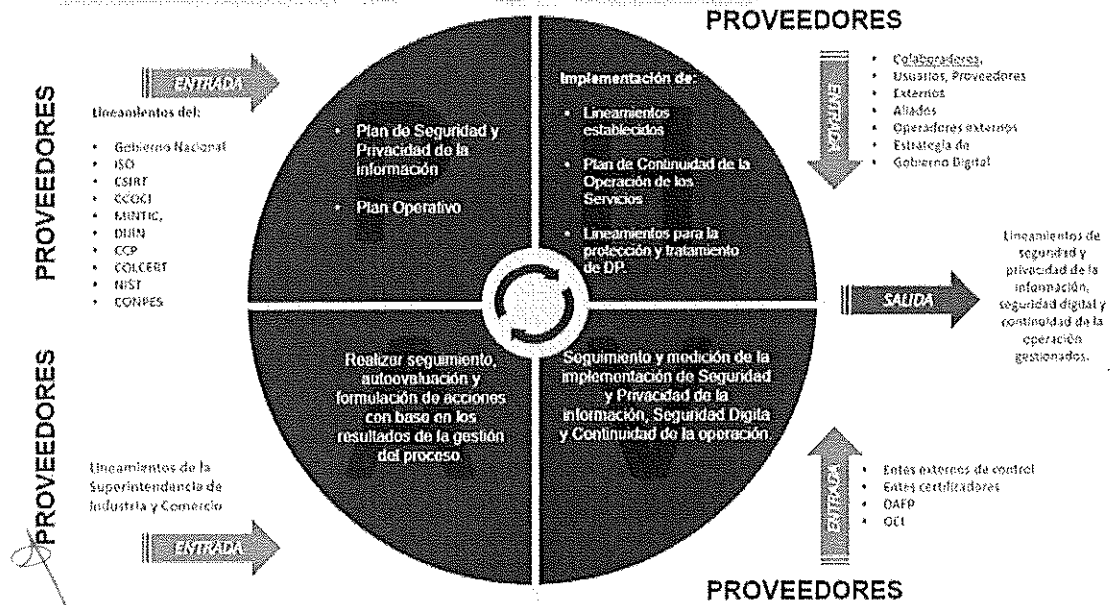 PROVEEDORES
ENTRADA
Lineamientos del:
• Gobierno Nacional
• ISO
• CSIRT
• CCOCI
• MINTIC,
• DIJIN
• CCP
• COLCERT
• NIST
• CONPES
PROVEEDORES
P
• Plan de Seguridad y
Privacidad de la
información
• Plan Operativo
H
Implementación de:
• Lineamientos
establecidos
• Plan de Continuidad de la
Operación de los
Servicios
• Lineamientos para la
protección y tratamiento
de DP.
ENTRADA
• Colaboradores,
• Usuarios, Proveedores
• Externos
• Aliados
• Operadores externos
• Estrategia de
• Gobierno Digital
SALIDA
Lineamientos de
seguridad y
privacidad de la
información,
seguridad digital y
continuidad de la
operación
gestionados.
PROVEEDORES
Lineamientos de la
Superintendencia de
Industria y Comercio
ENTRADA
A
Realizar seguimiento,
autoevaluación y
formulación de acciones
con base en los
resultados de la gestión
del proceso
V
Seguimiento y medición de la
implementación de Seguridad
y Privacidad de la
información, Seguridad Digita
y Continuidad de la operación
ENTRADA
• Entes externos de control
• Entes certificadores
• DAFP
• OCI
PROVEEDORES